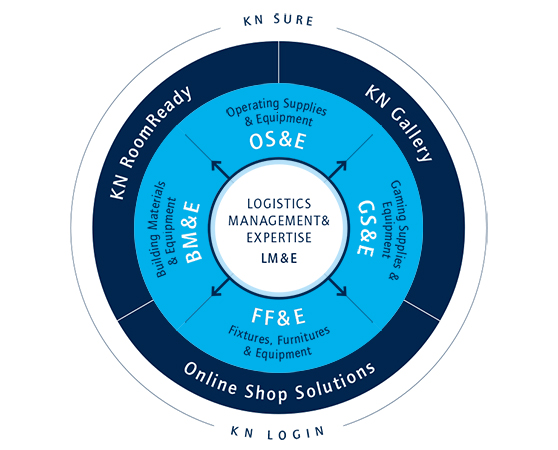 KN SURE
KN RoomReady
KN Gallery
Operating Supplies
& Equipment
OS&E
Building Materials
& Equipment
BM&E
LOGISTICS
MANAGEMENT&
EXPERTISE
LM&E
GS&E
Gaming Supplies &
Equipment
FF&E
Fixtures, Furnitures
& Equipment
Online Shop Solutions
KN LOGIN